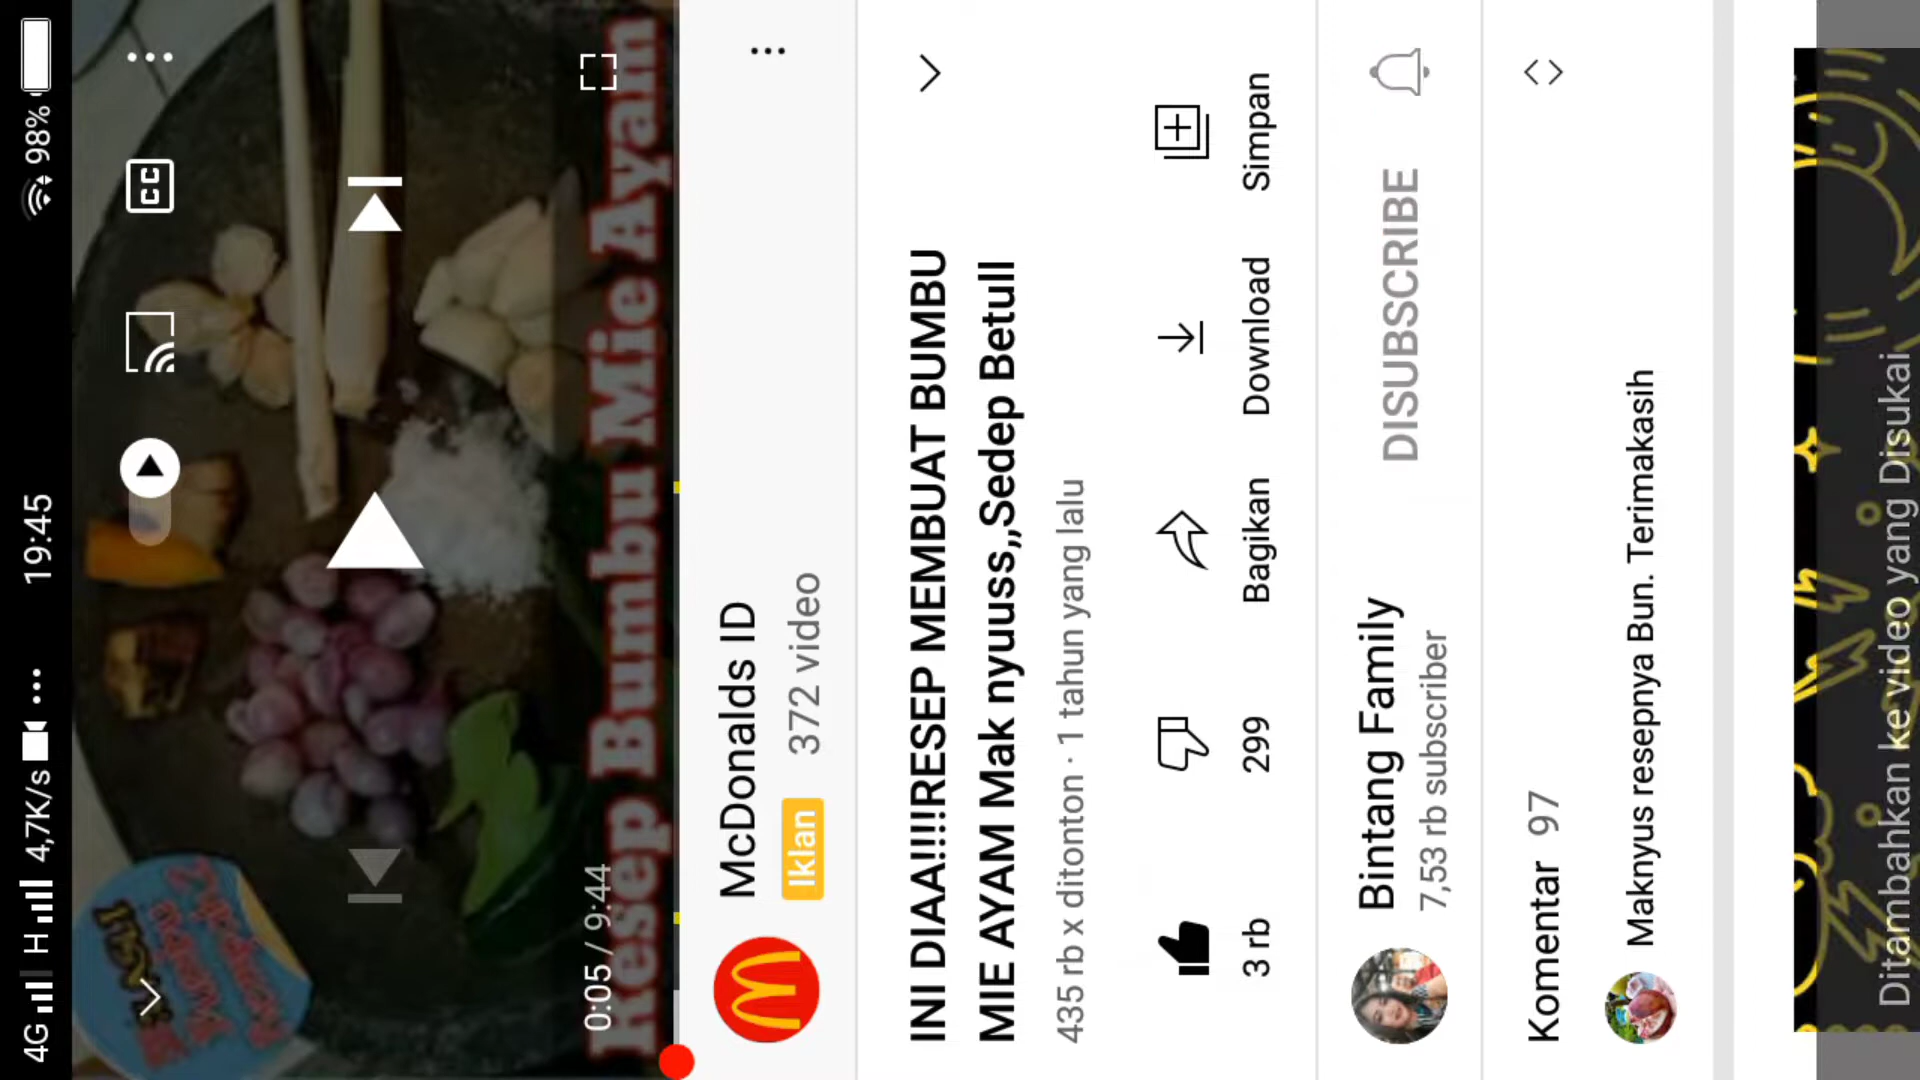 4G H 4,7K/s ... 19:45 98%
CC
Resep Bumbu Mie Ayam
0:05 / 9:44
McDonalds ID
Iklan 372 video
INI DIAA!!!!RESEP MEMBUAT BUMBU
MIE AYAM Mak nyuuss,,Sedep Betull
435 rb x ditonton · 1 tahun yang lalu
3 rb 299 Bagikan Download Simpan
Bintang Family DISUBSCRIBE
7,53 rb subscriber
Komentar 97
Maknyus resepnya Bun. Terimakasih
Ditambahkan ke video yang Disukai